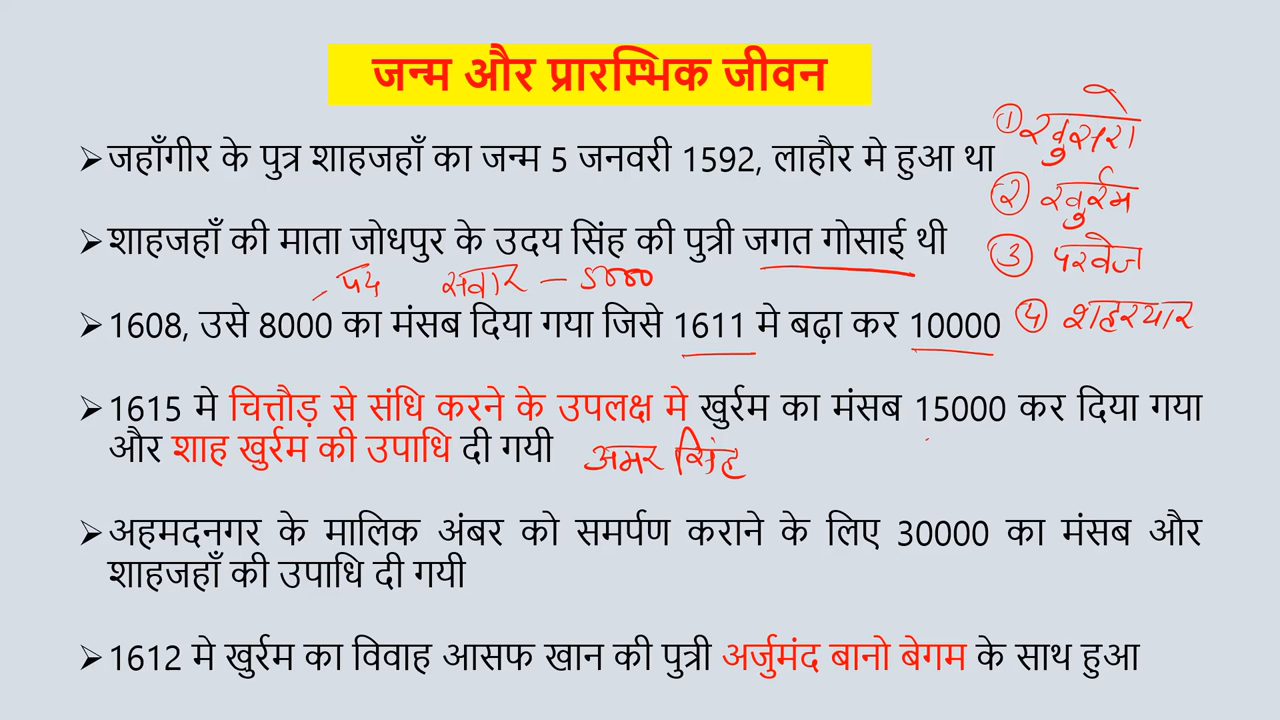 जन्म और प्रारम्भिक जीवन
➢जहाँगीर के पुत्र शाहजहाँ का जन्म 5 जनवरी 1592, लाहौर मे हुआ था
① खुसरो
② खुर्रम
➢शाहजहाँ की माता जोधपुर के उदय सिंह की पुत्री जगत गोसाई थी
③ परवेज
पद सवार – 5000
➢1608, उसे 8000 का मंसब दिया गया जिसे 1611 मे बढ़ा कर 10000
④ शहरयार
➢1615 मे चित्तौड़ से संधि करने के उपलक्ष मे खुर्रम का मंसब 15000 कर दिया गया
और शाह खुर्रम की उपाधि दी गयी
अमर सिंह
➢अहमदनगर के मालिक अंबर को समर्पण कराने के लिए 30000 का मंसब और
शाहजहाँ की उपाधि दी गयी
➢1612 मे खुर्रम का विवाह आसफ खान की पुत्री अर्जुमंद बानो बेगम के साथ हुआ